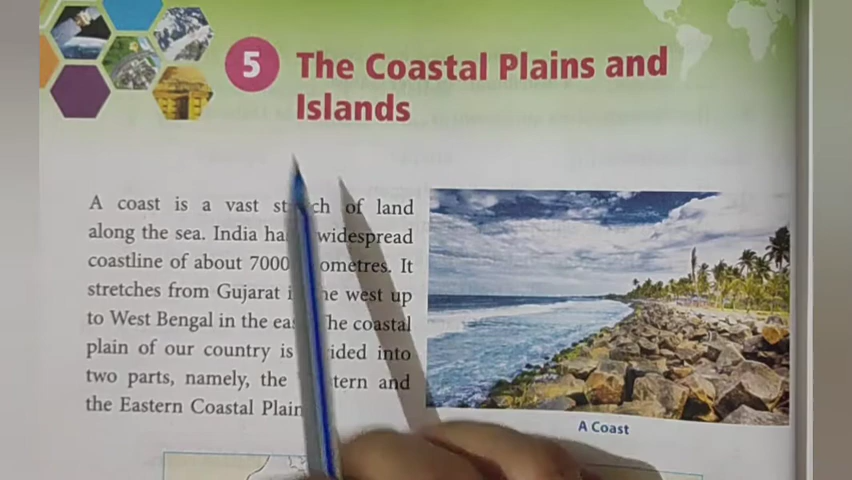 5
The Coastal Plains and
Islands
A coast is a vast st ch of land
along the sea. India ha widespread
coastline of about 7000 ometres. It
stretches from Gujarat i he west up
to West Bengal in the ea he coastal
plain of our country is ided into
two parts, namely, the tern and
the Eastern Coastal Plain
A Coast